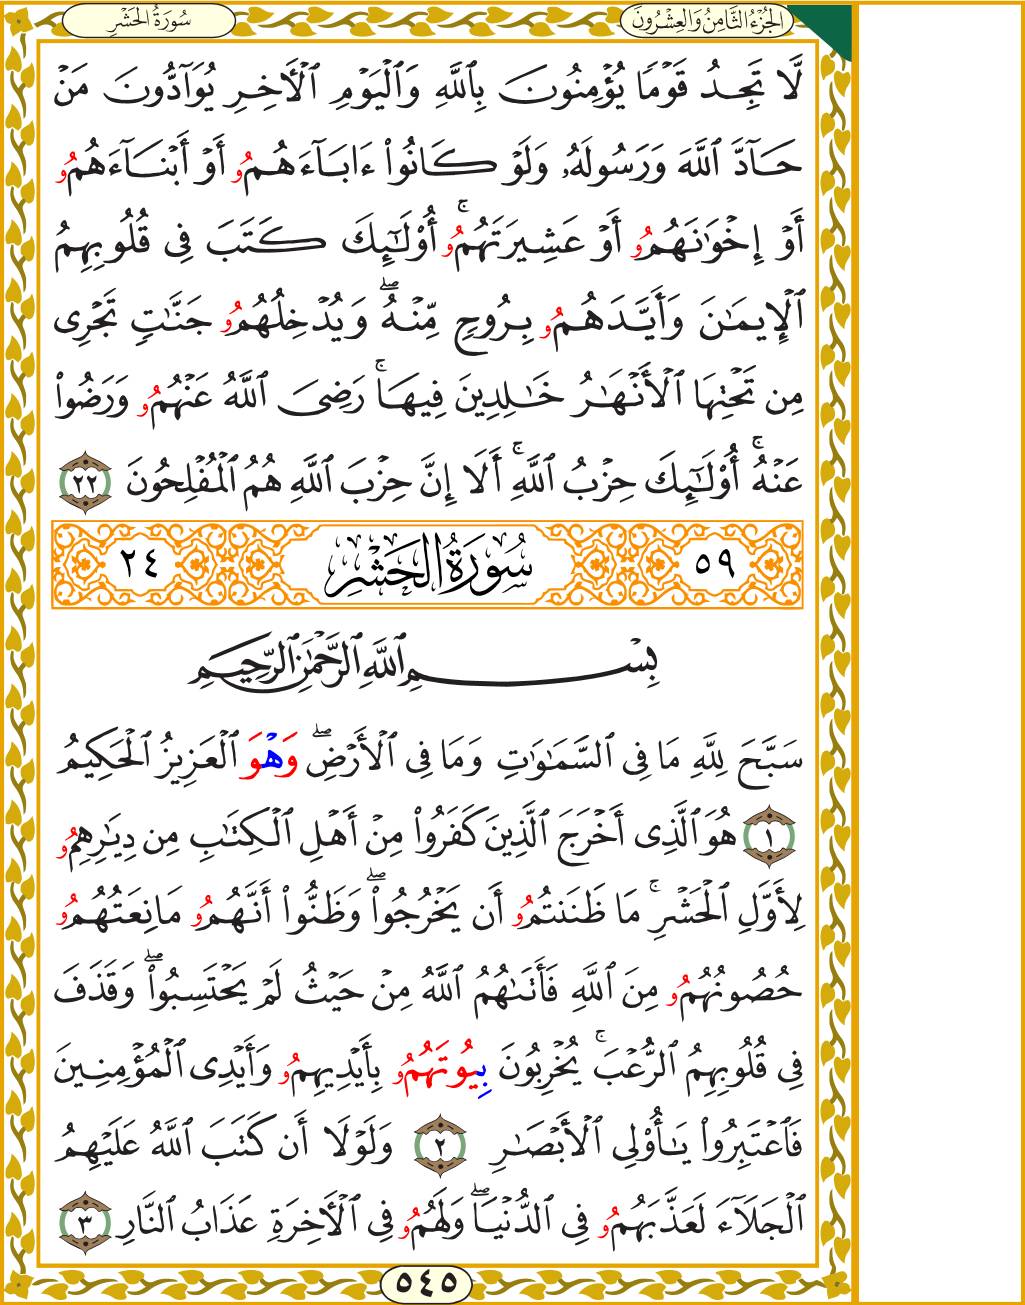 الجُزْءُ الثَّامِنُ وَالعِشْرُونَ
سُورَةُ الحَشْرِ
لَّا تَجِدُ قَوْمًا يُؤْمِنُونَ بِٱللَّهِ وَٱلْيَوْمِ ٱلْأَخِرِ يُوَآدُّونَ مَنْ
حَآدَّ ٱللَّهَ وَرَسُولَهُۥ وَلَوْ كَانُوا۟ ءَابَآءَهُمُۥ أَوْ أَبْنَآءَهُمُۥ
أَوْ إِخْوَٰنَهُمُۥ أَوْ عَشِيرَتَهُمُۥۚ أُو۟لَٰٓئِكَ كَتَبَ فِى قُلُوبِهِمُ
ٱلْإِيمَٰنَ وَأَيَّدَهُمُۥ بِرُوحٍ مِّنْهُۖ وَيُدْخِلُهُمُۥ جَنَّٰتٍ تَجْرِى
مِن تَحْتِهَا ٱلْأَنْهَٰرُ خَٰلِدِينَ فِيهَاۚ رَضِىَ ٱللَّهُ عَنْهُمُۥ وَرَضُوا۟
عَنْهُۚ أُو۟لَٰٓئِكَ حِزْبُ ٱللَّهِۚ أَلَا إِنَّ حِزْبَ ٱللَّهِ هُمُ ٱلْمُفْلِحُونَ ٢٢
٥٩ سُورَةُ الحَشْرِ ٢٤
بِسْمِ ٱللَّهِ ٱلرَّحْمَٰنِ ٱلرَّحِيمِ
سَبَّحَ لِلَّهِ مَا فِى ٱلسَّمَٰوَٰتِ وَمَا فِى ٱلْأَرْضِۖ وَهْوَ ٱلْعَزِيزُ ٱلْحَكِيمُ
١ هُوَ ٱلَّذِى أَخْرَجَ ٱلَّذِينَ كَفَرُوا۟ مِنْ أَهْلِ ٱلْكِتَٰبِ مِن دِيَٰرِهِمُۥ
لِأَوَّلِ ٱلْحَشْرِۚ مَا ظَنَنتُمُۥ أَن يَخْرُجُوا۟ۖ وَظَنُّوا۟ أَنَّهُمُۥ مَانِعَتُهُمُۥ
حُصُونُهُمُۥ مِنَ ٱللَّهِ فَأَتَىٰهُمُ ٱللَّهُ مِنْ حَيْثُ لَمْ يَحْتَسِبُوا۟ۖ وَقَذَفَ
فِى قُلُوبِهِمُ ٱلرُّعْبَۚ يُخْرِبُونَ بِيُوتَهُمُۥ بِأَيْدِيهِمُۥ وَأَيْدِى ٱلْمُؤْمِنِينَ
فَٱعْتَبِرُوا۟ يَٰٓأُو۟لِى ٱلْأَبْصَٰرِ ٢ وَلَوْلَا أَن كَتَبَ ٱللَّهُ عَلَيْهِمُ
ٱلْجَلَآءَ لَعَذَّبَهُمُۥ فِى ٱلدُّنْيَاۖ وَلَهُمُۥ فِى ٱلْأَخِرَةِ عَذَابُ ٱلنَّارِ ٣
٥٤٥